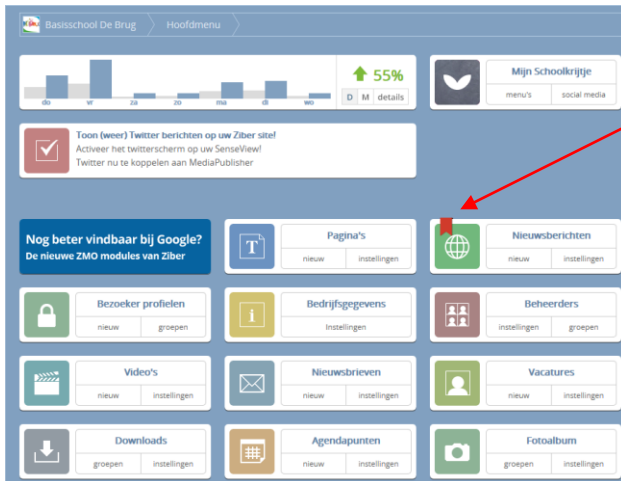 Basisschool De Brug
Hoofdmenu
55%
do vr za zo ma di wo
D M details
Mijn Schoolkrijtje
menu's social media
Toon (weer) Twitter berichten op uw Ziber site!
Activeer het twitterscherm op uw SenseView!
Twitter nu te koppelen aan MediaPublisher
Nog beter vindbaar bij Google?
De nieuwe ZMO modules van Ziber
T
Pagina's
nieuw instellingen
Nieuwsberichten
nieuw instellingen
Bezoeker profielen
nieuw groepen
i
Bedrijfsgegevens
Instellingen
Beheerders
instellingen groepen
Video's
nieuw instellingen
Nieuwsbrieven
nieuw instellingen
Vacatures
nieuw instellingen
Downloads
groepen instellingen
Agendapunten
nieuw instellingen
Fotoalbum
groepen instellingen